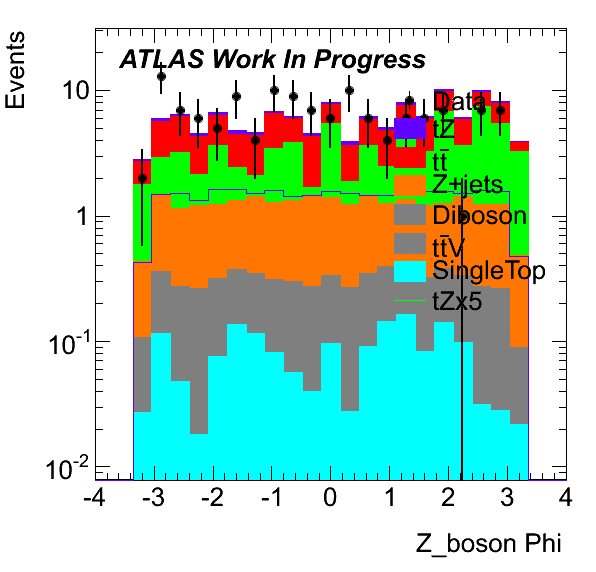 Events
ATLAS Work In Progress
10
1
10⁻¹
10⁻²
Data
tZ
tt̄
Z+jets
Diboson
tt̄V
SingleTop
tZx5
-4 -3 -2 -1 0 1 2 3 4
Z_boson Phi